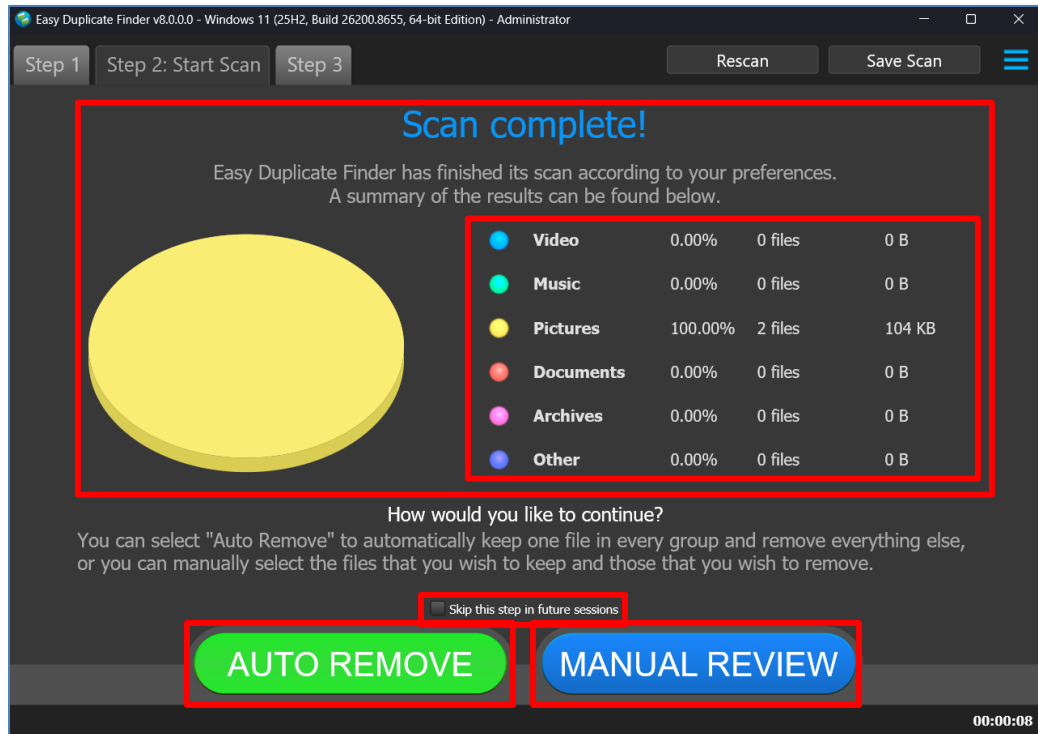 Easy Duplicate Finder v8.0.0.0 - Windows 11 (25H2, Build 26200.8655, 64-bit Edition) - Administrator
Step 1 Step 2: Start Scan Step 3 Rescan Save Scan
Scan complete!
Easy Duplicate Finder has finished its scan according to your preferences.
A summary of the results can be found below.
Video 0.00% 0 files 0 B
Music 0.00% 0 files 0 B
Pictures 100.00% 2 files 104 KB
Documents 0.00% 0 files 0 B
Archives 0.00% 0 files 0 B
Other 0.00% 0 files 0 B
How would you like to continue?
You can select "Auto Remove" to automatically keep one file in every group and remove everything else,
or you can manually select the files that you wish to keep and those that you wish to remove.
Skip this step in future sessions
AUTO REMOVE MANUAL REVIEW
00:00:08